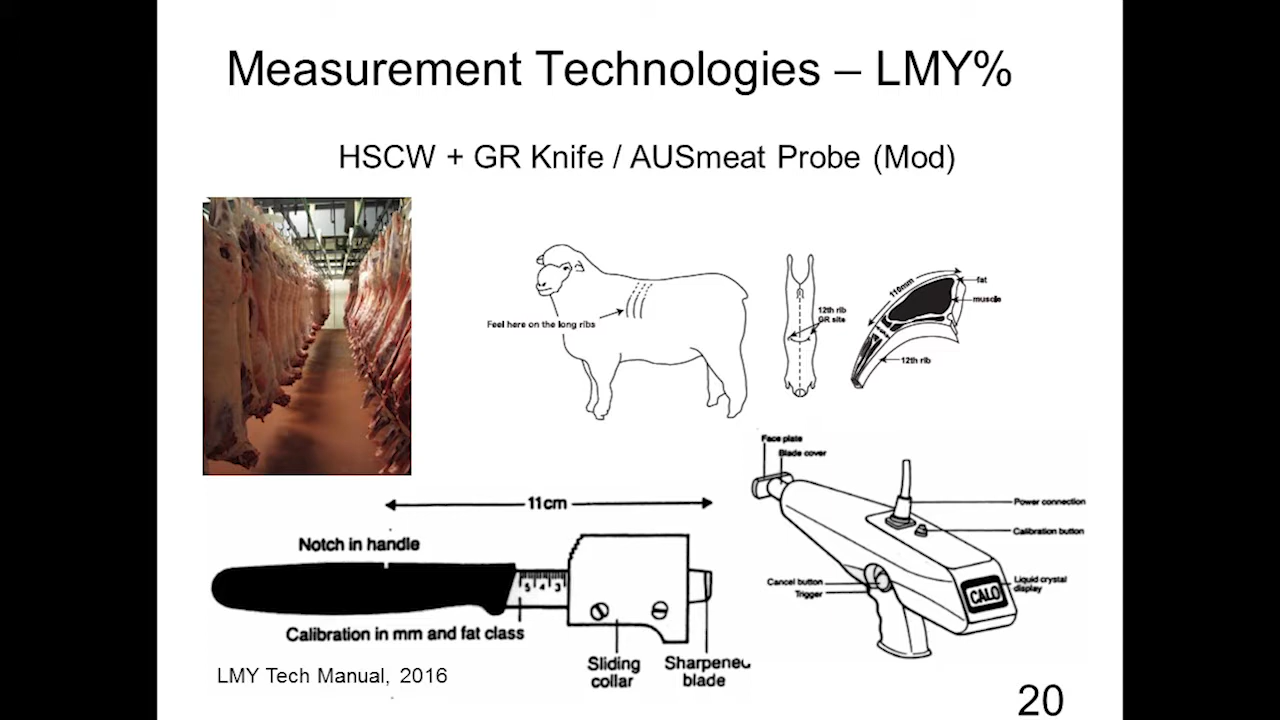 Measurement Technologies – LMY%
HSCW + GR Knife / AUSmeat Probe (Mod)
Feel here on the long ribs
12th rib
GR site
110mm
fat
muscle
12th rib
11cm
Notch in handle
5 4 3
Calibration in mm and fat class
Sliding
collar
Sharpened
blade
Face plate
Blade cover
Power connection
Calibration button
Cancel button
Trigger
Liquid crystal
display
CALO
LMY Tech Manual, 2016
20